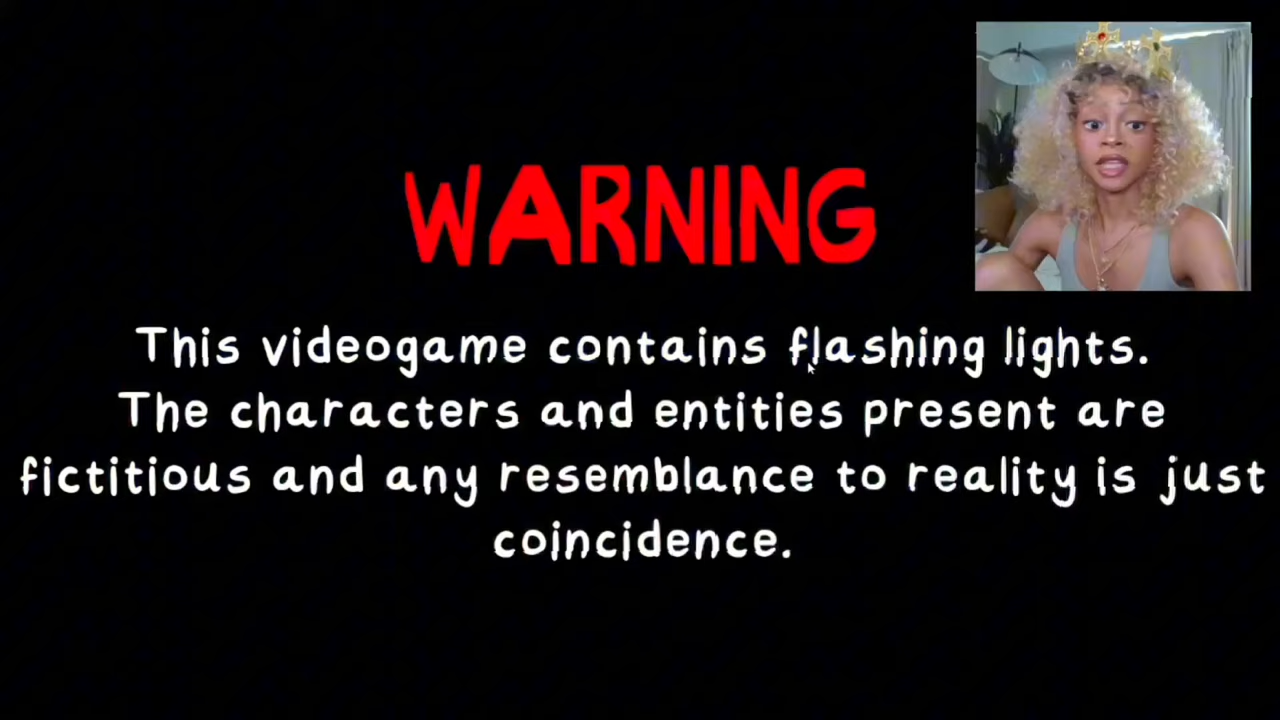 WARNING
This videogame contains flashing lights.
The characters and entities present are
fictitious and any resemblance to reality is just
coincidence.